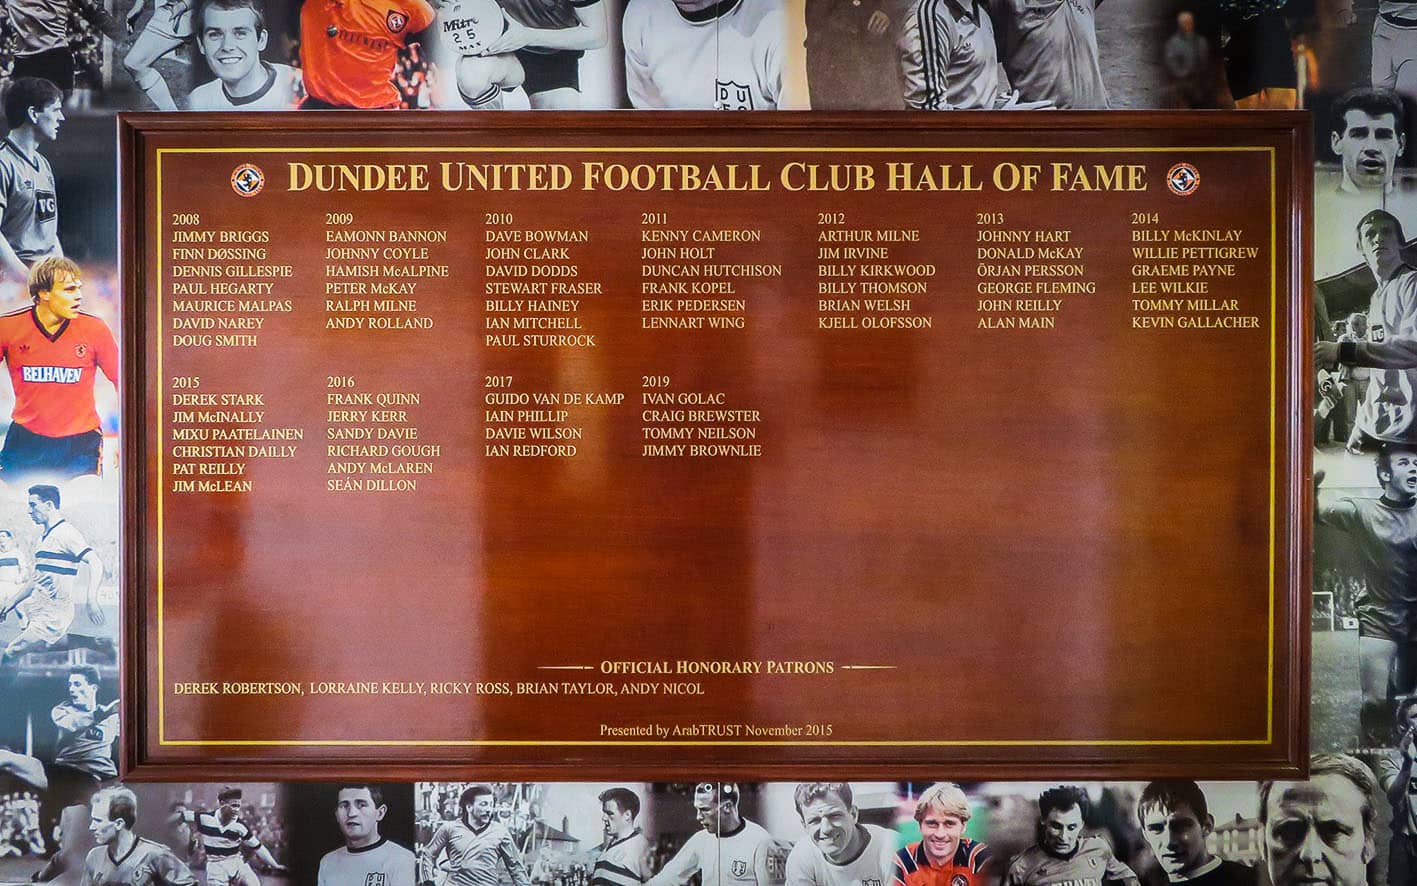 Mitre
25
MAX
DU
DUNDEE UNITED FOOTBALL CLUB HALL OF FAME
2008
JIMMY BRIGGS
FINN DØSSING
DENNIS GILLESPIE
PAUL HEGARTY
MAURICE MALPAS
DAVID NAREY
DOUG SMITH
2009
EAMONN BANNON
JOHNNY COYLE
HAMISH McALPINE
PETER McKAY
RALPH MILNE
ANDY ROLLAND
2010
DAVE BOWMAN
JOHN CLARK
DAVID DODDS
STEWART FRASER
BILLY HAINEY
IAN MITCHELL
PAUL STURROCK
2011
KENNY CAMERON
JOHN HOLT
DUNCAN HUTCHISON
FRANK KOPEL
ERIK PEDERSEN
LENNART WING
2012
ARTHUR MILNE
JIM IRVINE
BILLY KIRKWOOD
BILLY THOMSON
BRIAN WELSH
KJELL OLOFSSON
2013
JOHNNY HART
DONALD McKAY
ÖRJAN PERSSON
GEORGE FLEMING
JOHN REILLY
ALAN MAIN
2014
BILLY McKINLAY
WILLIE PETTIGREW
GRAEME PAYNE
LEE WILKIE
TOMMY MILLAR
KEVIN GALLACHER
2015
DEREK STARK
JIM McINALLY
MIXU PAATELAINEN
CHRISTIAN DAILLY
PAT REILLY
JIM McLEAN
2016
FRANK QUINN
JERRY KERR
SANDY DAVIE
RICHARD GOUGH
ANDY McLAREN
SEÁN DILLON
2017
GUIDO VAN DE KAMP
IAIN PHILLIP
DAVIE WILSON
IAN REDFORD
2019
IVAN GOLAC
CRAIG BREWSTER
TOMMY NEILSON
JIMMY BROWNLIE
OFFICIAL HONORARY PATRONS
DEREK ROBERTSON, LORRAINE KELLY, RICKY ROSS, BRIAN TAYLOR, ANDY NICOL
Presented by ArabTRUST November 2015
VG
BELHAVEN
VG